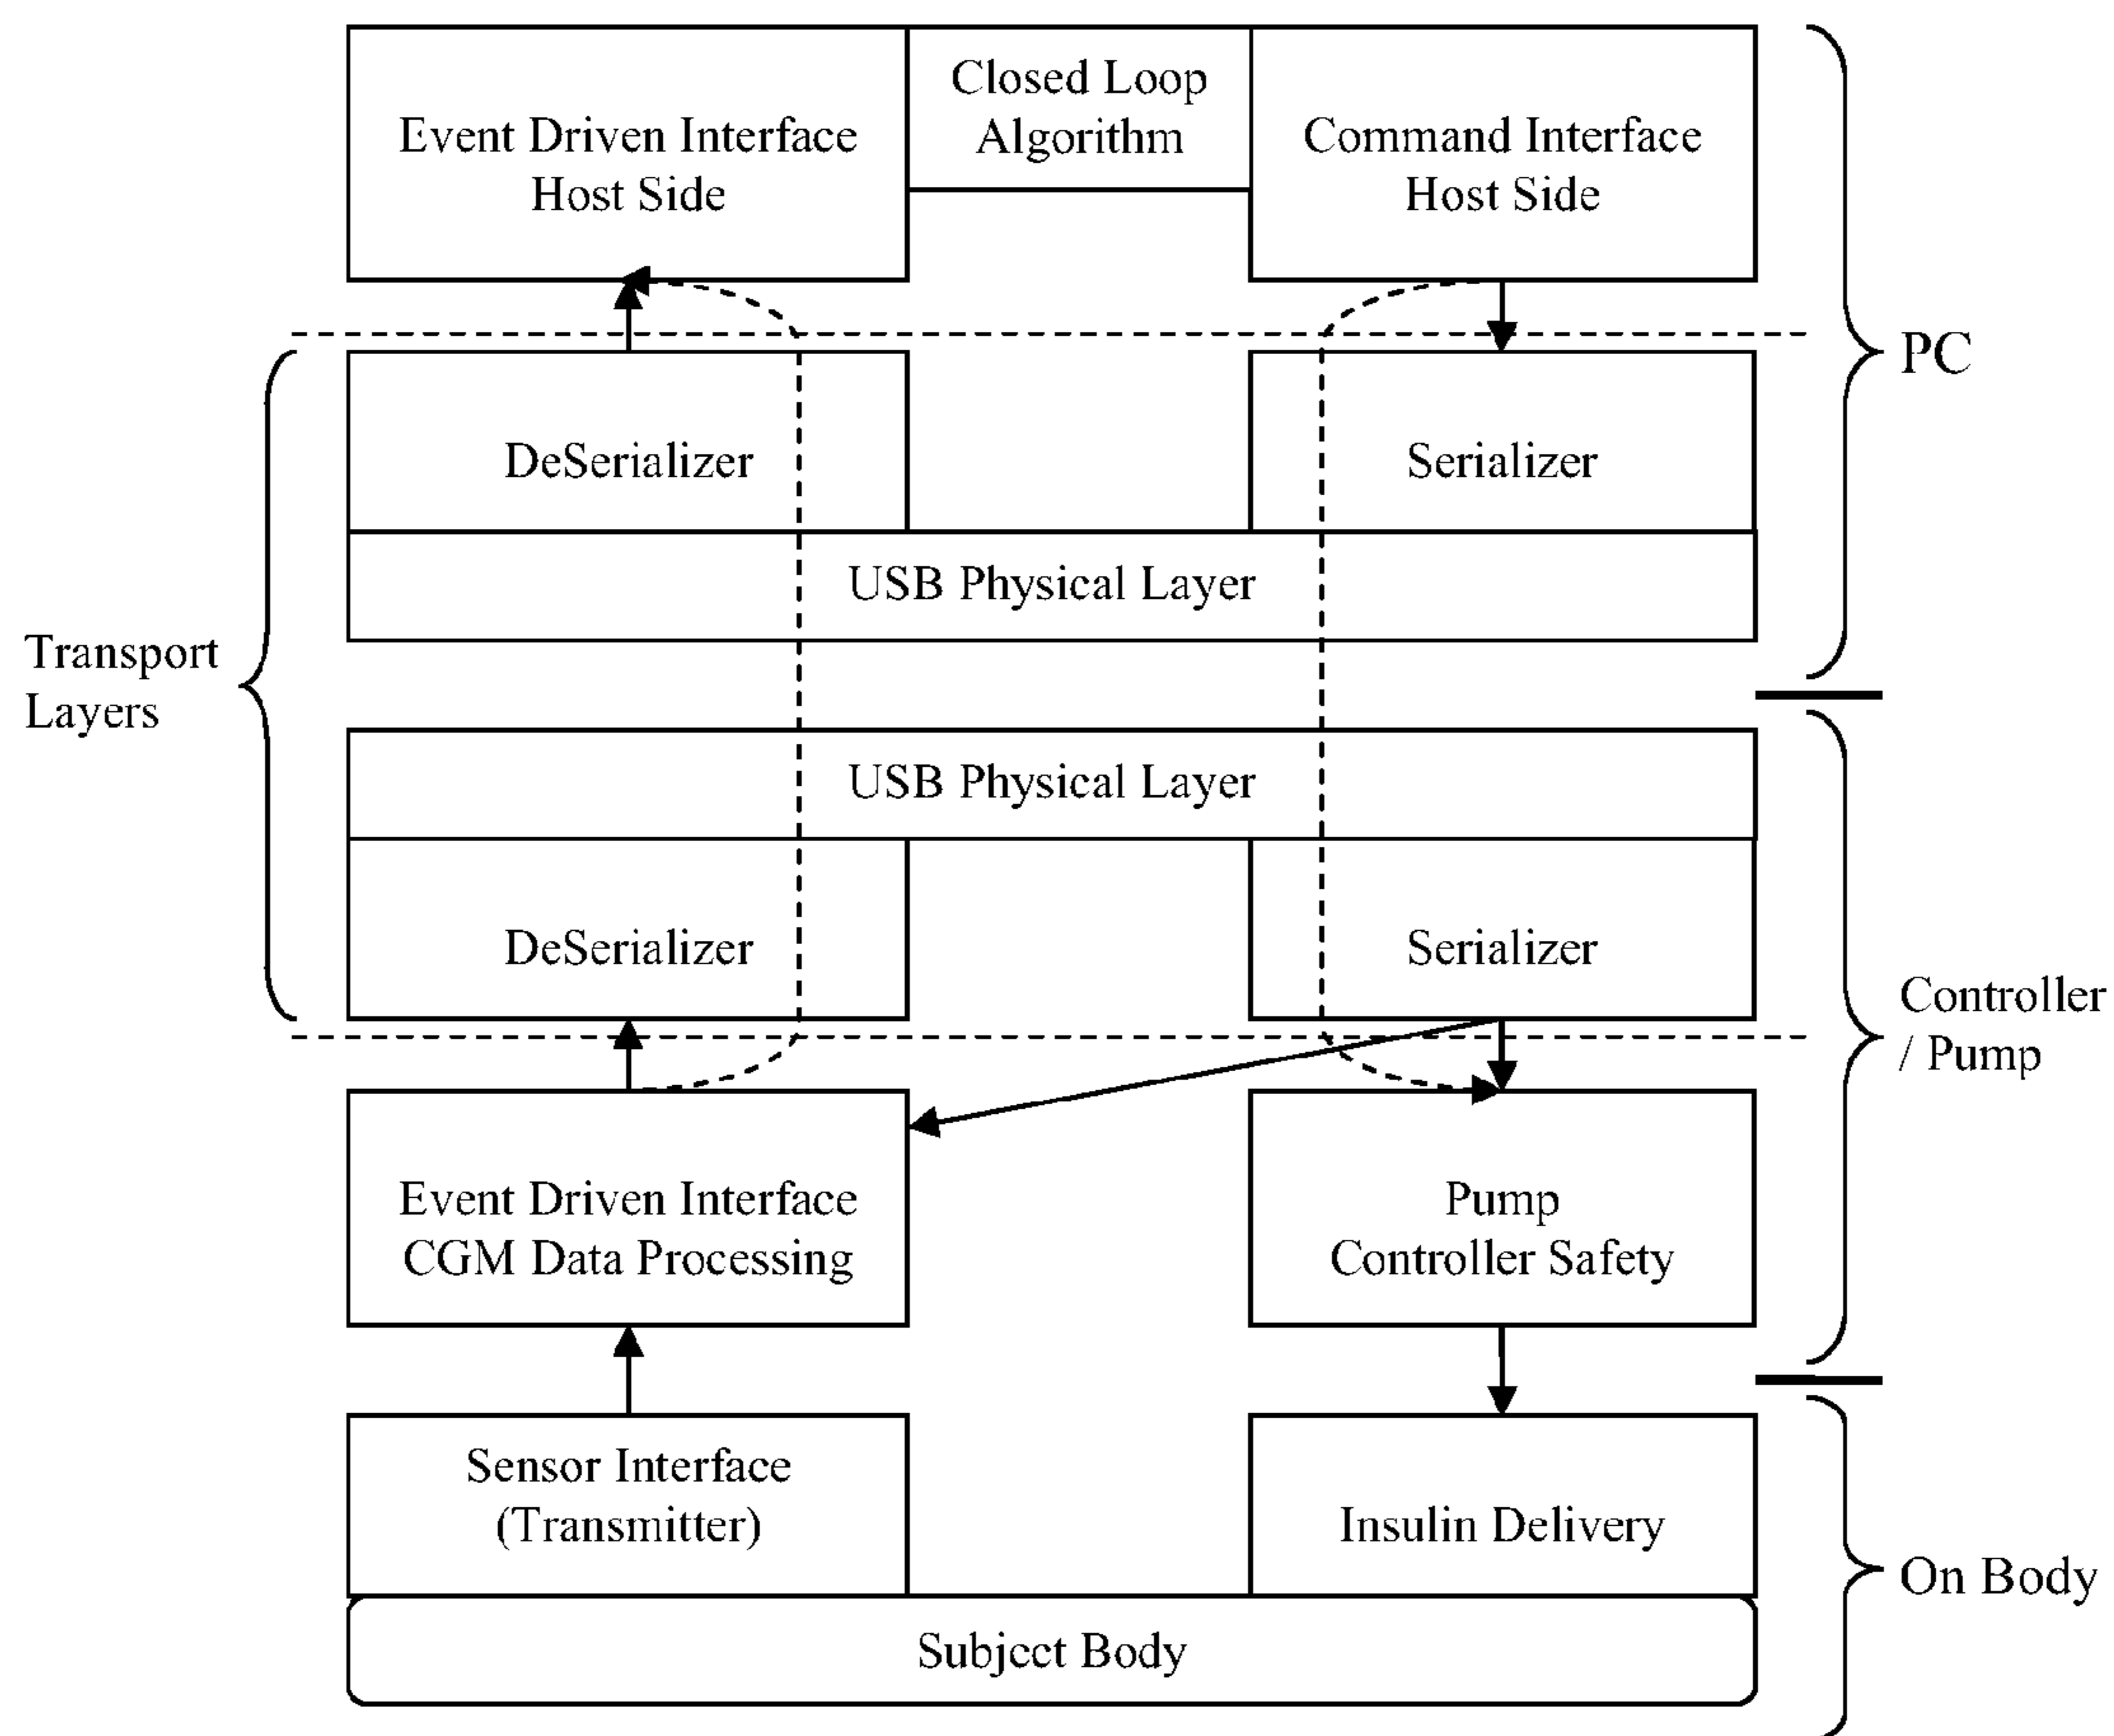 Closed Loop
Algorithm
Event Driven Interface
Host Side
Command Interface
Host Side
PC
DeSerializer
Serializer
USB Physical Layer
Transport
Layers
USB Physical Layer
DeSerializer
Serializer
Controller
/ Pump
Event Driven Interface
CGM Data Processing
Pump
Controller Safety
Sensor Interface
(Transmitter)
Insulin Delivery
On Body
Subject Body